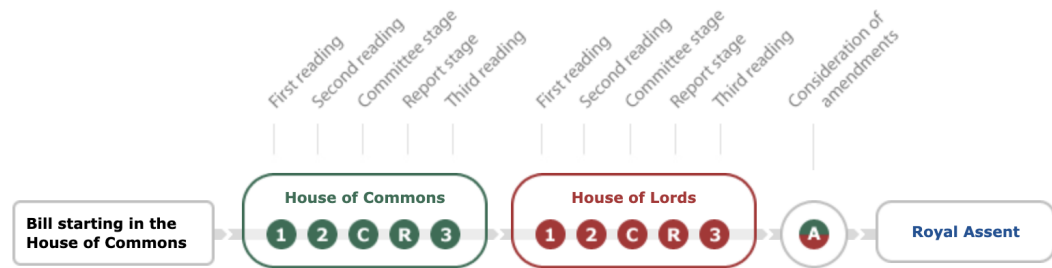 First reading
Second reading
Committee stage
Report stage
Third reading
First reading
Second reading
Committee stage
Report stage
Third reading
Consideration of
amendments
Bill starting in the
House of Commons
House of Commons
1 2 C R 3
House of Lords
1 2 C R 3
A
Royal Assent